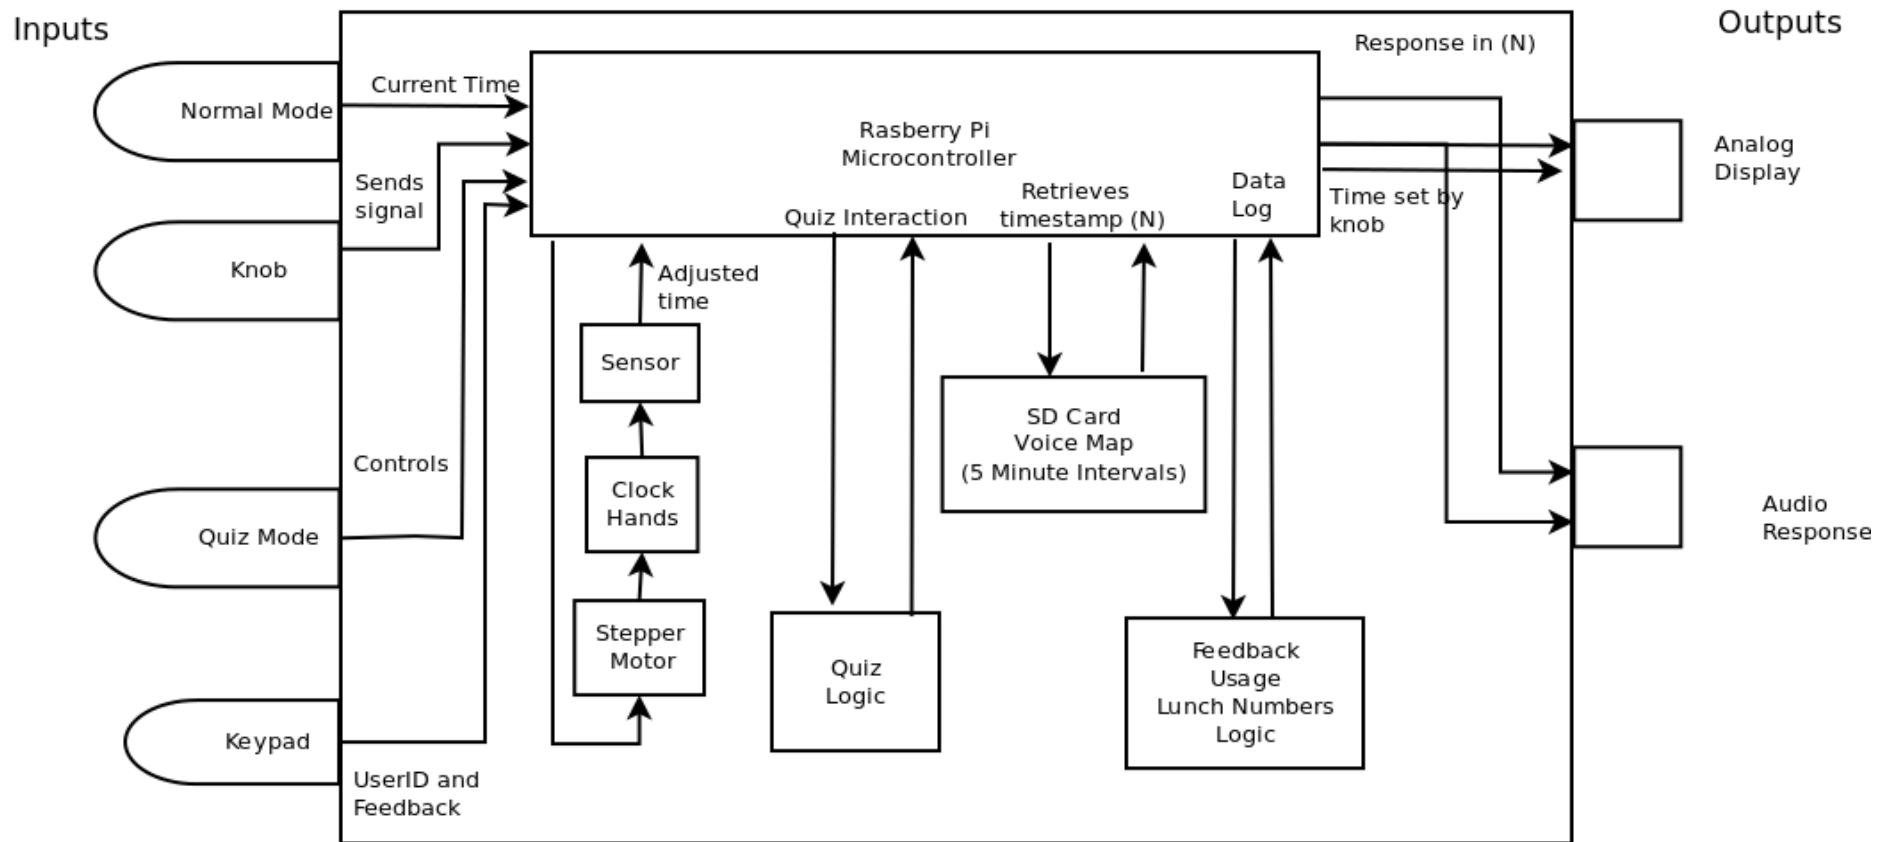 Inputs
Outputs
Response in (N)
Current Time
Normal Mode
Rasberry Pi
Microcontroller
Analog
Display
Sends
signal
Retrieves
timestamp (N)
Data
Log
Time set by
knob
Quiz Interaction
Knob
Adjusted
time
Sensor
SD Card
Voice Map
(5 Minute Intervals)
Controls
Clock
Hands
Audio
Response
Quiz Mode
Stepper
Motor
Quiz
Logic
Feedback
Usage
Lunch Numbers
Logic
Keypad
UserID and
Feedback